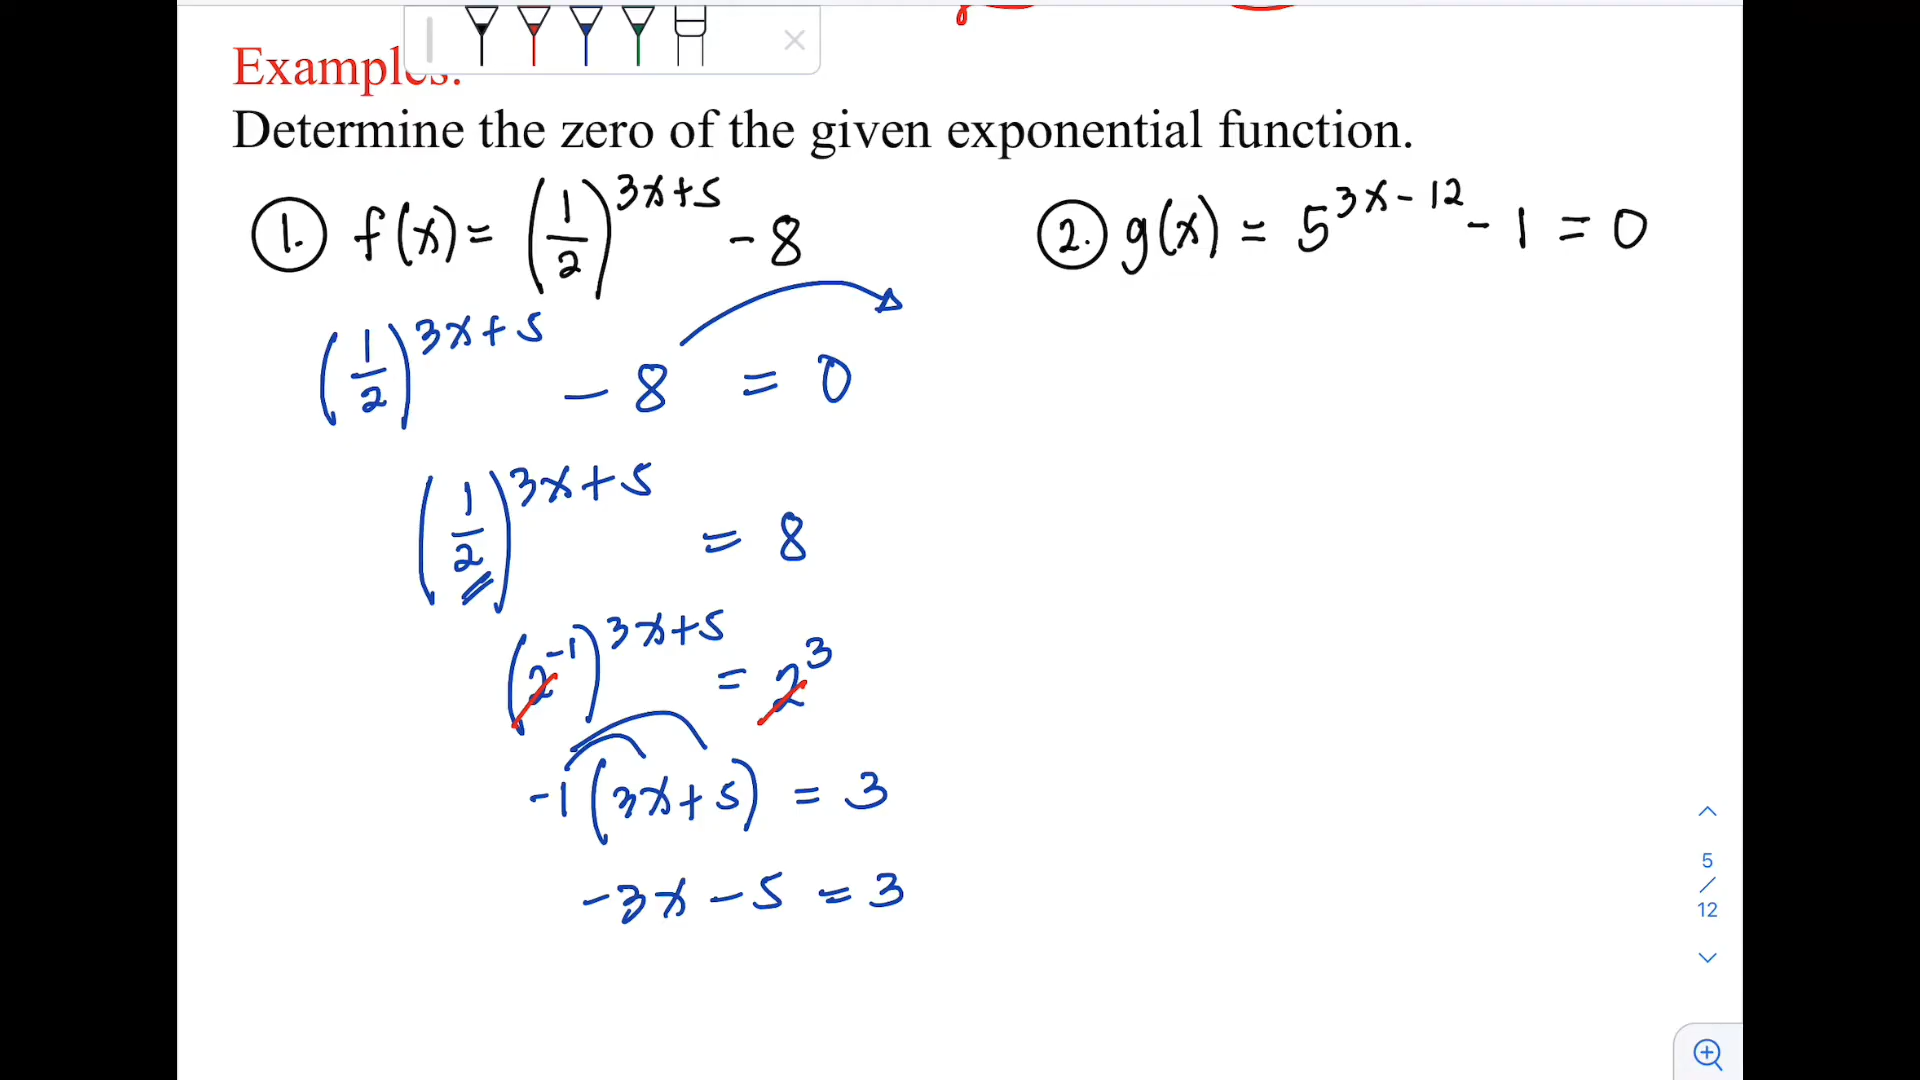 Examples:
Determine the zero of the given exponential function.
1. f(x) = (1/2)^(3x+5) - 8
(1/2)^(3x+5) - 8 = 0
(1/2)^(3x+5) = 8
(2^-1)^(3x+5) = 2^3
-1(3x+5) = 3
-3x - 5 = 3
2. g(x) = 5^(3x-12) - 1 = 0
5
/
12